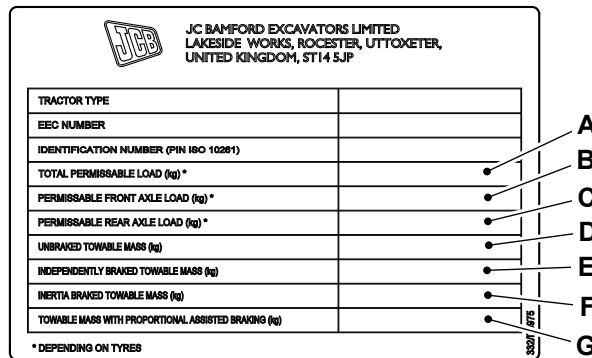 JCB
JC BAMFORD EXCAVATORS LIMITED
LAKESIDE WORKS, ROCESTER, UTTOXETER,
UNITED KINGDOM, ST14 5JP
TRACTOR TYPE
EEC NUMBER
IDENTIFICATION NUMBER (PIN ISO 10261)
TOTAL PERMISSABLE LOAD (kg) *
A
PERMISSABLE FRONT AXLE LOAD (kg) *
B
PERMISSABLE REAR AXLE LOAD (kg) *
C
UNBRAKED TOWABLE MASS (kg)
D
INDEPENDENTLY BRAKED TOWABLE MASS (kg)
E
INERTIA BRAKED TOWABLE MASS (kg)
F
TOWABLE MASS WITH PROPORTIONAL ASSISTED BRAKING (kg)
G
* DEPENDING ON TYRES